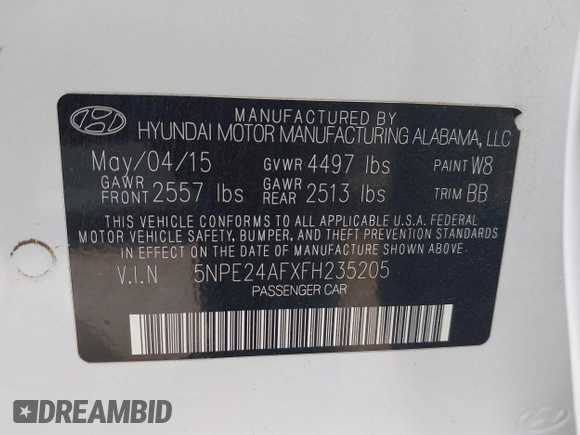 MANUFACTURED BY
HYUNDAI MOTOR MANUFACTURING ALABAMA, LLC
May/04/15 GVWR 4497 lbs PAINT W8
GAWR FRONT 2557 lbs GAWR REAR 2513 lbs TRIM BB
THIS VEHICLE CONFORMS TO ALL APPLICABLE U.S.A. FEDERAL
MOTOR VEHICLE SAFETY, BUMPER, AND THEFT PREVENTION
STANDARDS IN EFFECT ON THE DATE OF MANUFACTURE SHOWN ABOVE.
V.I.N 5NPE24AFXFH235205
PASSENGER CAR
DREAMBID